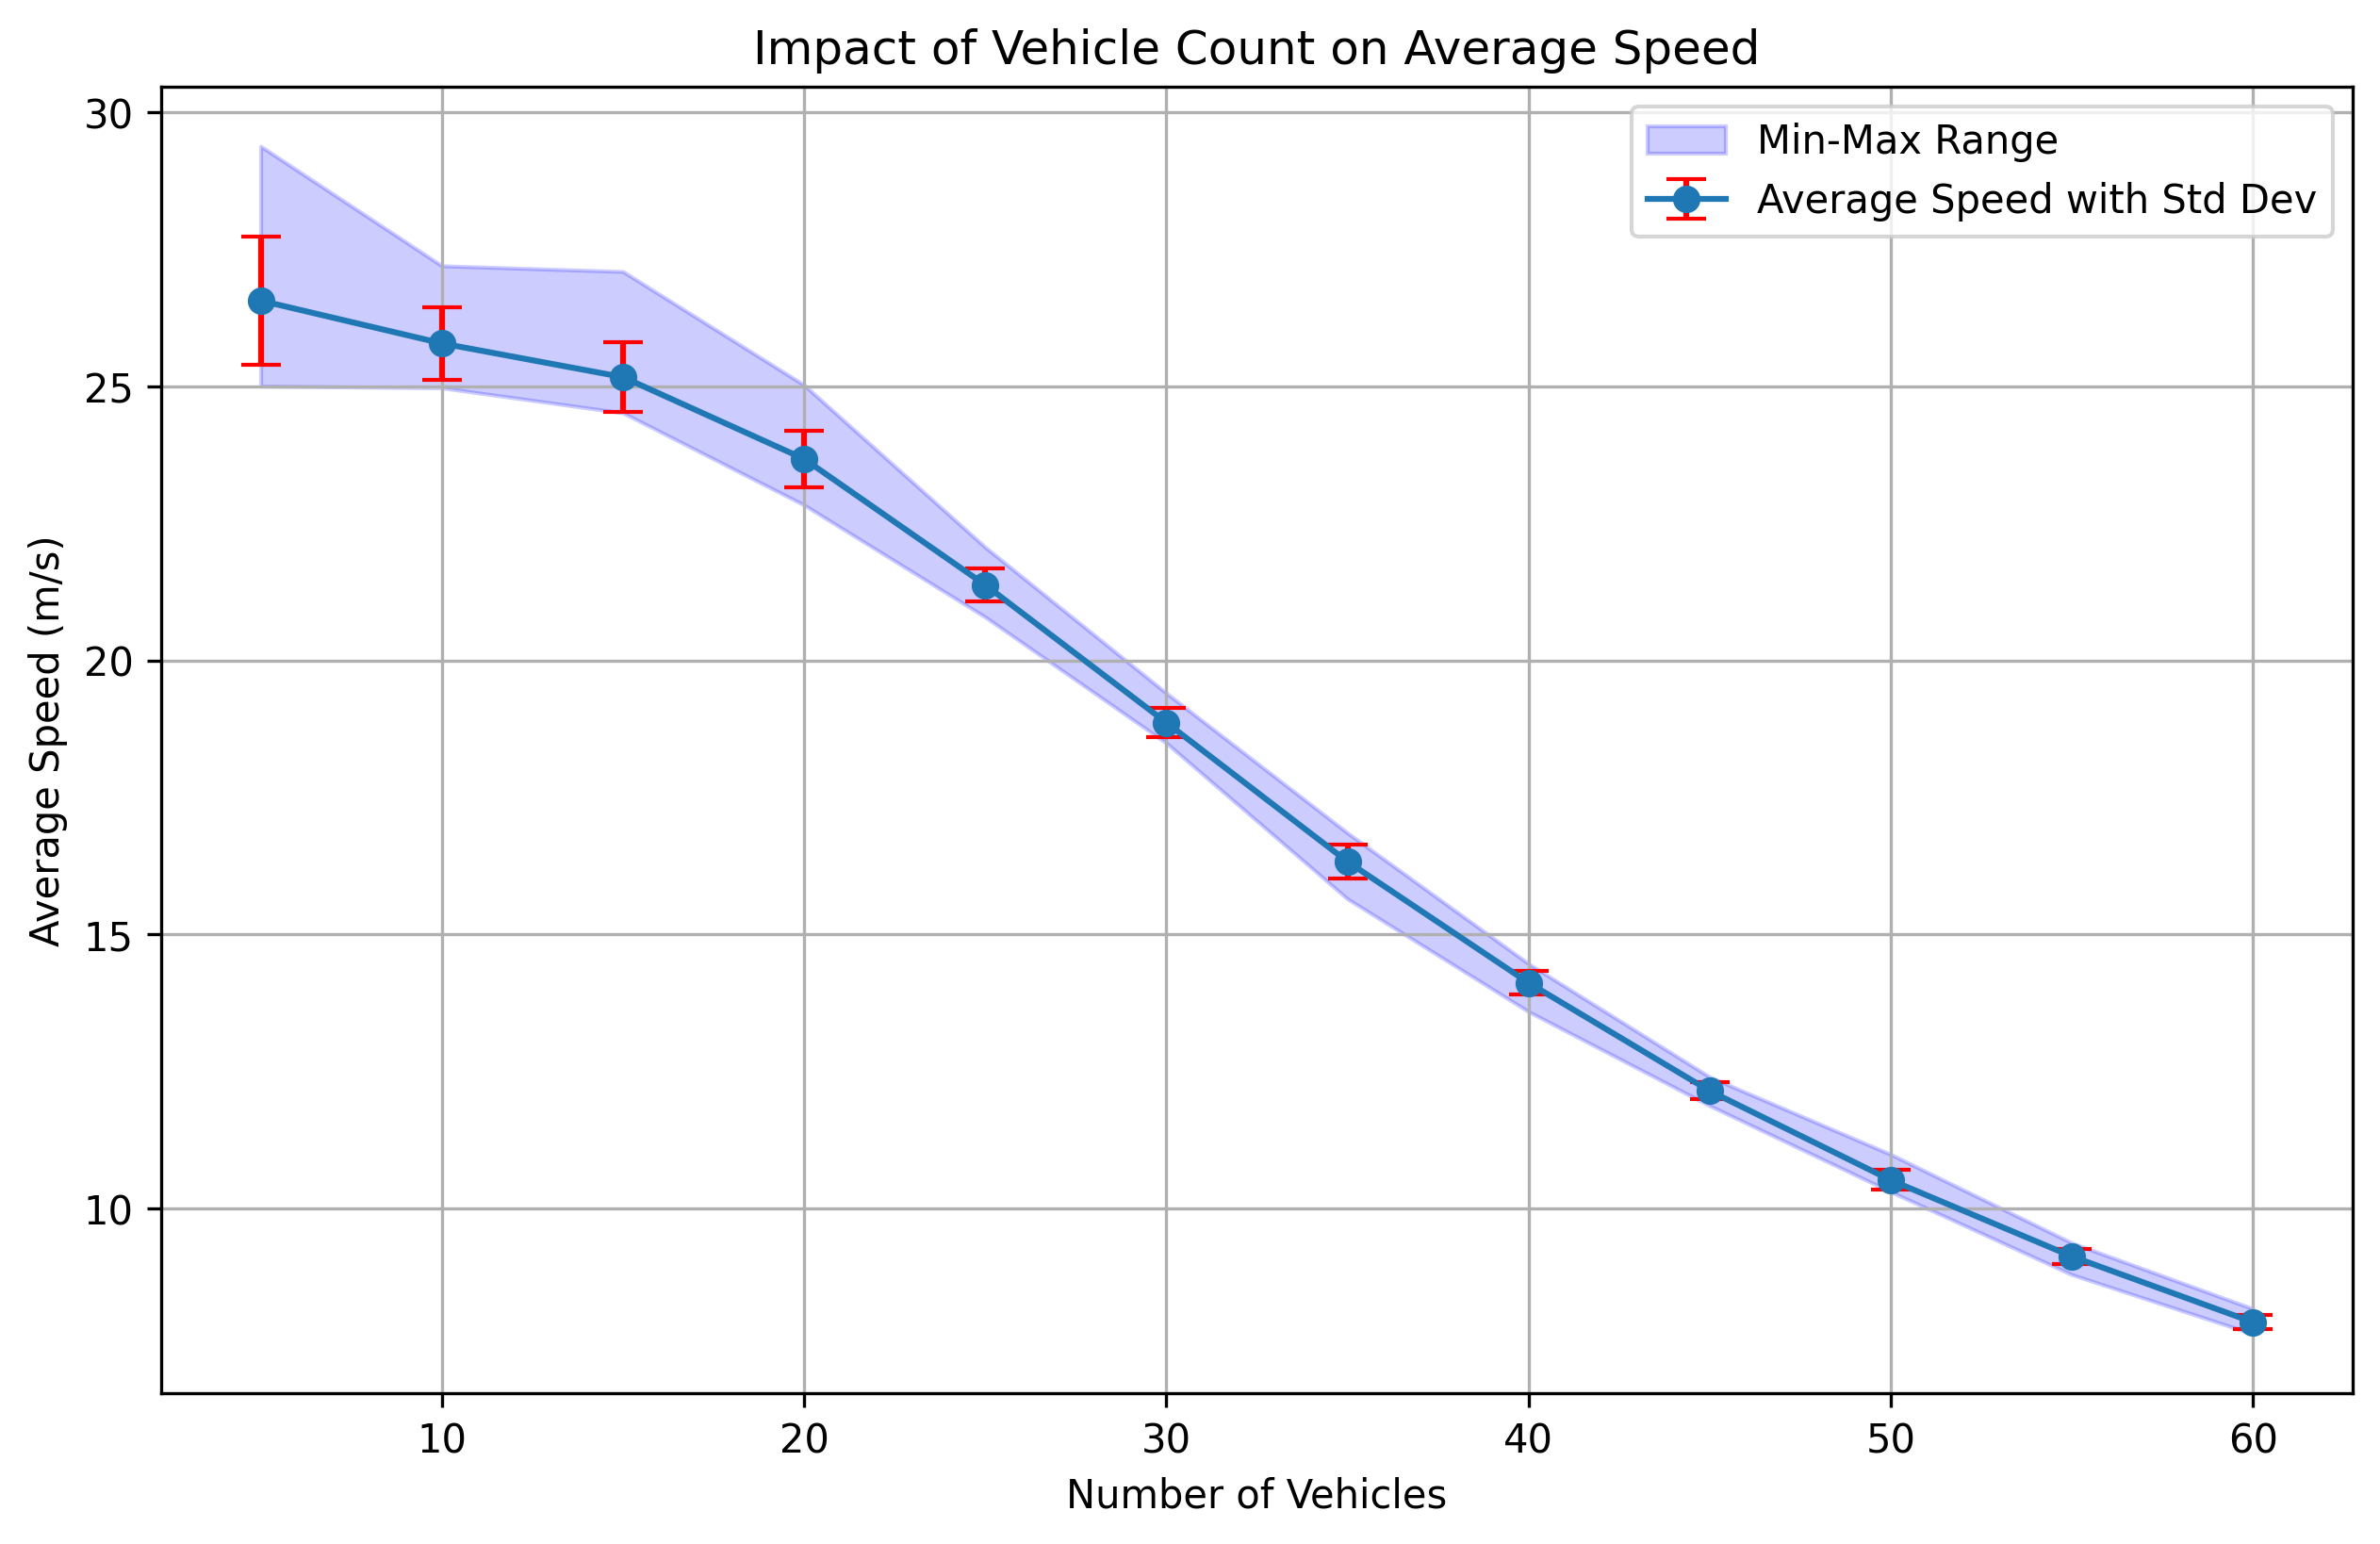 Impact of Vehicle Count on Average Speed
Min-Max Range
Average Speed with Std Dev
Average Speed (m/s)
30
25
20
15
10
10
20
30
40
50
60
Number of Vehicles